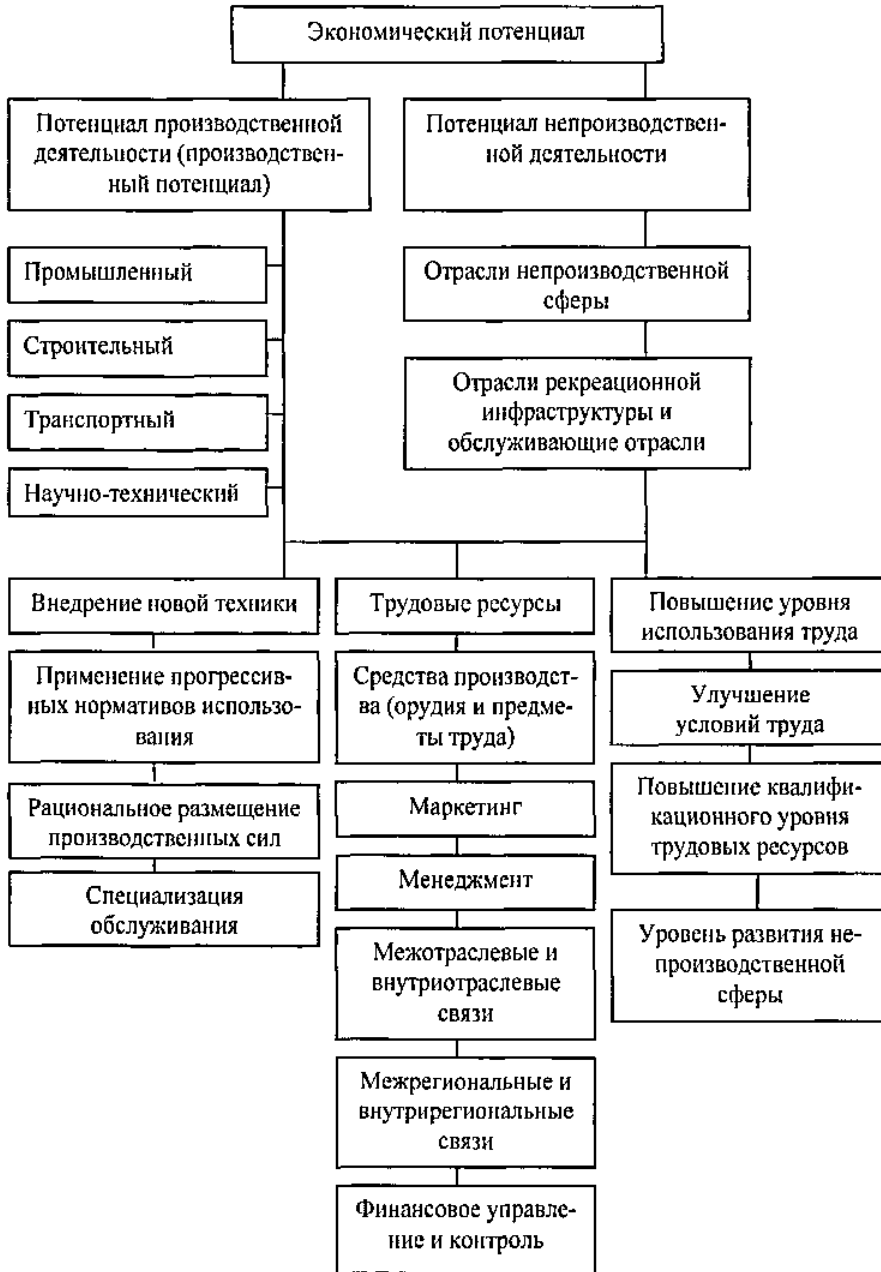 Экономический потенциал
Потенциал производственной
деятельности (производствен-
ный потенциал)
Потенциал непроизводствен-
ной деятельности
Промышленный
Строительный
Транспортный
Научно-технический
Отрасли непроизводственной
сферы
Отрасли рекреационной
инфраструктуры и
обслуживающие отрасли
Внедрение новой техники
Применение прогрессив-
ных нормативов использо-
вания
Рациональное размещение
производственных сил
Специализация
обслуживания
Трудовые ресурсы
Средства производст-
ва (орудия и предме-
ты труда)
Маркетинг
Менеджмент
Межотраслевые и
внутриотраслевые
связи
Межрегиональные и
внутрирегиональные
связи
Финансовое управле-
ние и контроль
Повышение уровня
использования труда
Улучшение
условий труда
Повышение квалифи-
кационного уровня
трудовых ресурсов
Уровень развития не-
производственной
сферы